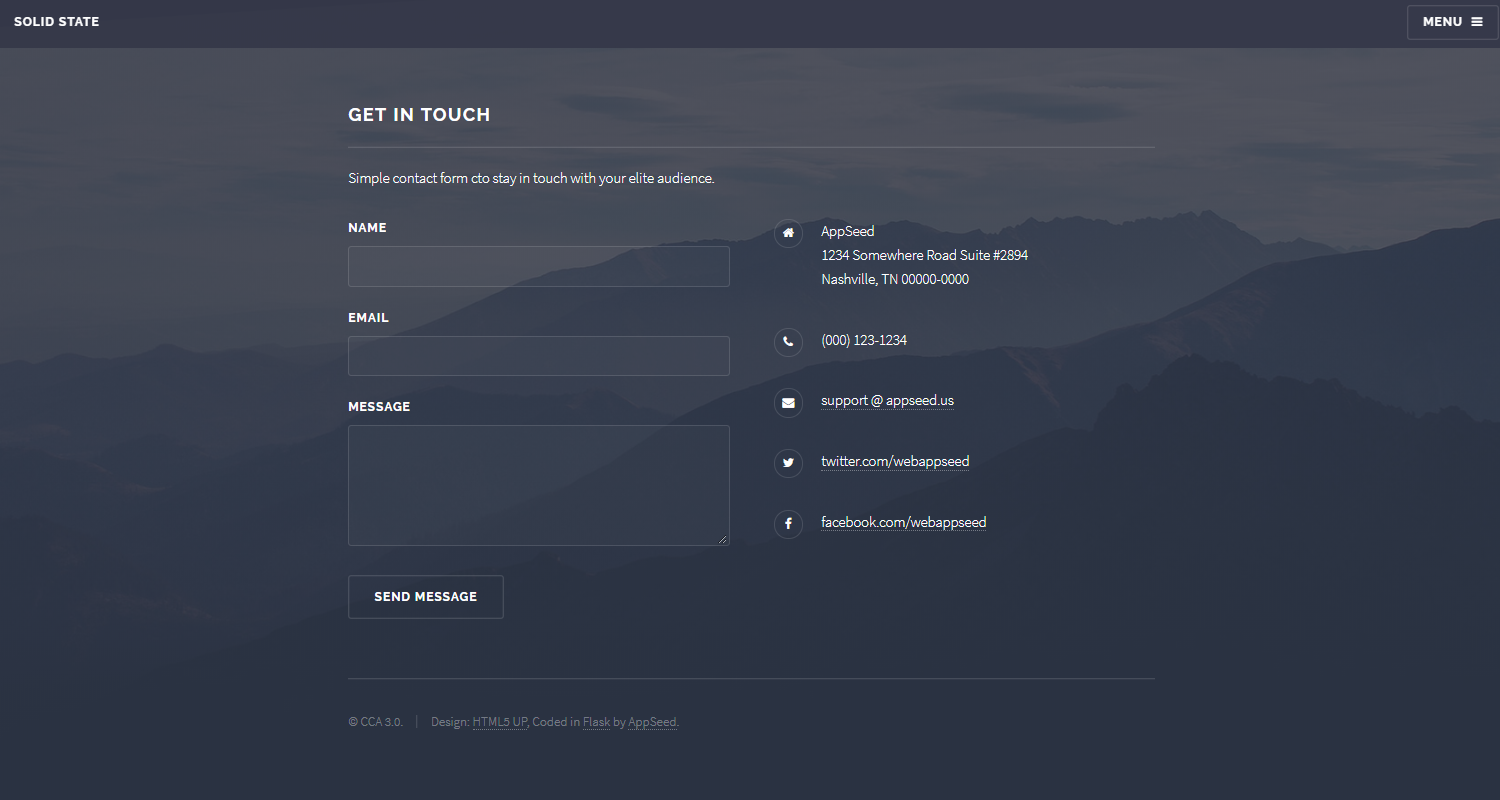 SOLID STATE
MENU
GET IN TOUCH
Simple contact form cto stay in touch with your elite audience.
NAME
EMAIL
MESSAGE
SEND MESSAGE
AppSeed
1234 Somewhere Road Suite #2894
Nashville, TN 00000-0000
(000) 123-1234
support @ appseed.us
twitter.com/webappseed
facebook.com/webappseed
© CCA 3.0. Design: HTML5 UP, Coded in Flask by AppSeed.